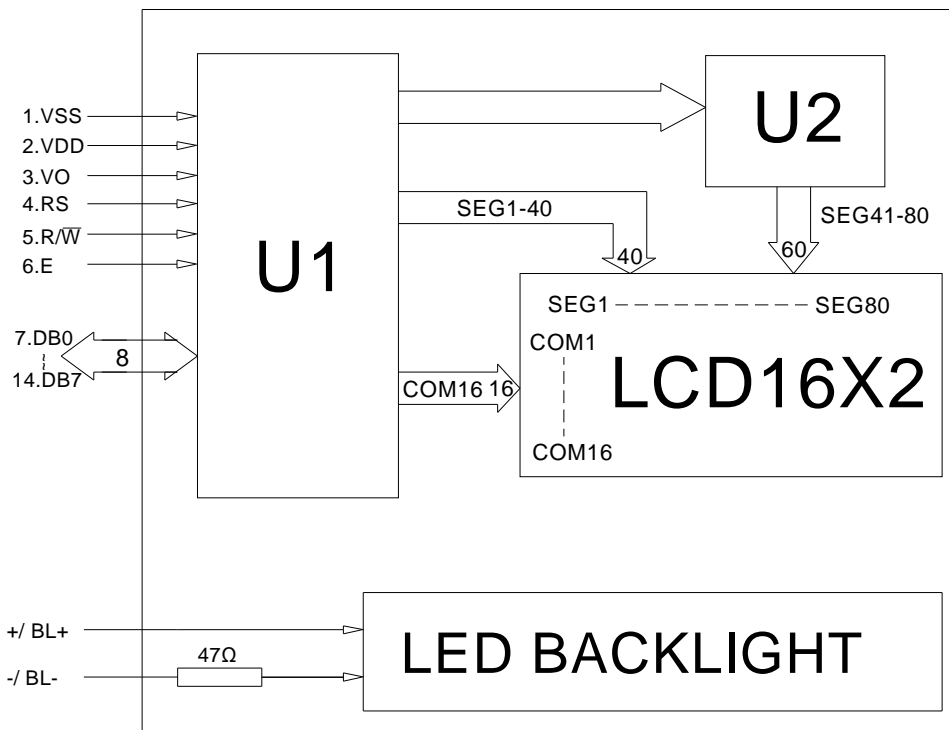 1.VSS
2.VDD
3.VO
4.RS
5.R/W̅
6.E
7.DB0
14.DB7
8
U1
U2
SEG1-40
40
SEG41-80
60
COM16 16
SEG1
SEG80
COM1
COM16
LCD16X2
+/ BL+
-/ BL-
47Ω
LED BACKLIGHT